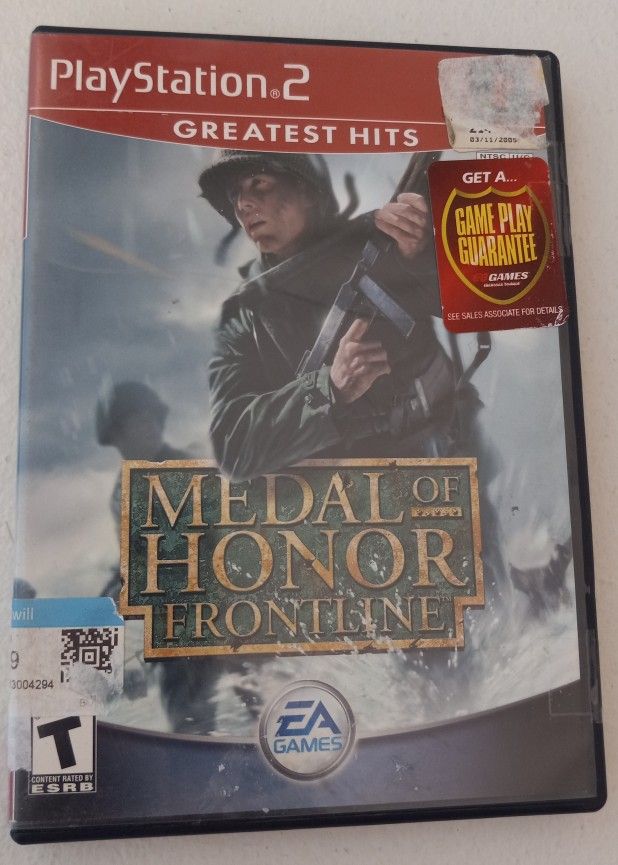 PlayStation®2
GREATEST HITS
03/11/2005
NTSC U/C
GET A...
GAME PLAY
GUARANTEE
GAMES
SEE SALES ASSOCIATE FOR DETAILS
MEDAL OF
HONOR
FRONTLINE
will
9
3004294
T
CONTENT RATED BY
ESRB
EA
GAMES